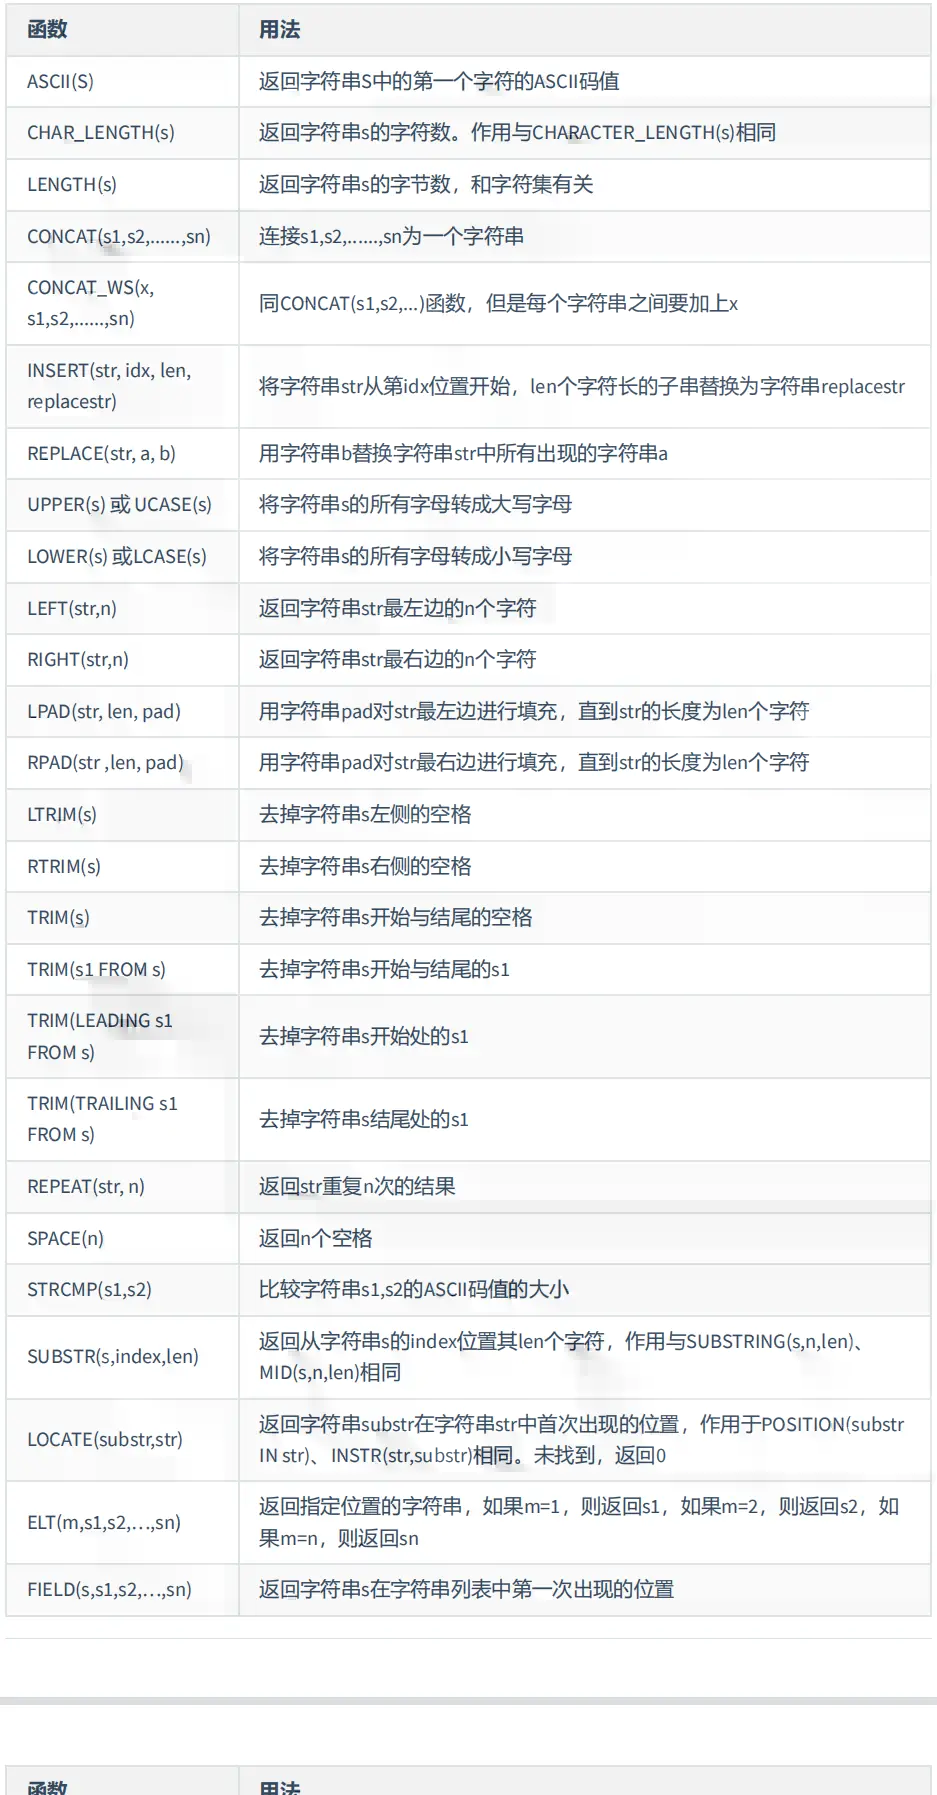 函数 用法
ASCII(S) 返回字符串S中的第一个字符的ASCII码值
CHAR_LENGTH(s) 返回字符串s的字符数。作用与CHARACTER_LENGTH(s)相同
LENGTH(s) 返回字符串s的字节数，和字符集有关
CONCAT(s1,s2,......,sn) 连接s1,s2,......,sn为一个字符串
CONCAT_WS(x,
s1,s2,......,sn)
同CONCAT(s1,s2,...)函数，但是每个字符串之间要加上x
INSERT(str, idx, len,
replacestr)
将字符串str从第idx位置开始，len个字符长的子串替换为字符串replacestr
REPLACE(str, a, b) 用字符串b替换字符串str中所有出现的字符串a
UPPER(s) 或 UCASE(s) 将字符串s的所有字母转成大写字母
LOWER(s) 或LCASE(s) 将字符串s的所有字母转成小写字母
LEFT(str,n) 返回字符串str最左边的n个字符
RIGHT(str,n) 返回字符串str最右边的n个字符
LPAD(str, len, pad) 用字符串pad对str最左边进行填充，直到str的长度为len个字符
RPAD(str ,len, pad) 用字符串pad对str最右边进行填充，直到str的长度为len个字符
LTRIM(s) 去掉字符串s左侧的空格
RTRIM(s) 去掉字符串s右侧的空格
TRIM(s) 去掉字符串s开始与结尾的空格
TRIM(s1 FROM s) 去掉字符串s开始与结尾的s1
TRIM(LEADING s1
FROM s)
去掉字符串s开始处的s1
TRIM(TRAILING s1
FROM s)
去掉字符串s结尾处的s1
REPEAT(str, n) 返回str重复n次的结果
SPACE(n) 返回n个空格
STRCMP(s1,s2) 比较字符串s1,s2的ASCII码值的大小
SUBSTR(s,index,len)
返回从字符串s的index位置其len个字符，作用与SUBSTRING(s,n,len)、
MID(s,n,len)相同
LOCATE(substr,str)
返回字符串substr在字符串str中首次出现的位置，作用于POSITION(substr
IN str)、INSTR(str,substr)相同。未找到，返回0
ELT(m,s1,s2,…,sn)
返回指定位置的字符串，如果m=1，则返回s1，如果m=2，则返回s2，如
果m=n，则返回sn
FIELD(s,s1,s2,…,sn) 返回字符串s在字符串列表中第一次出现的位置
函数 用法